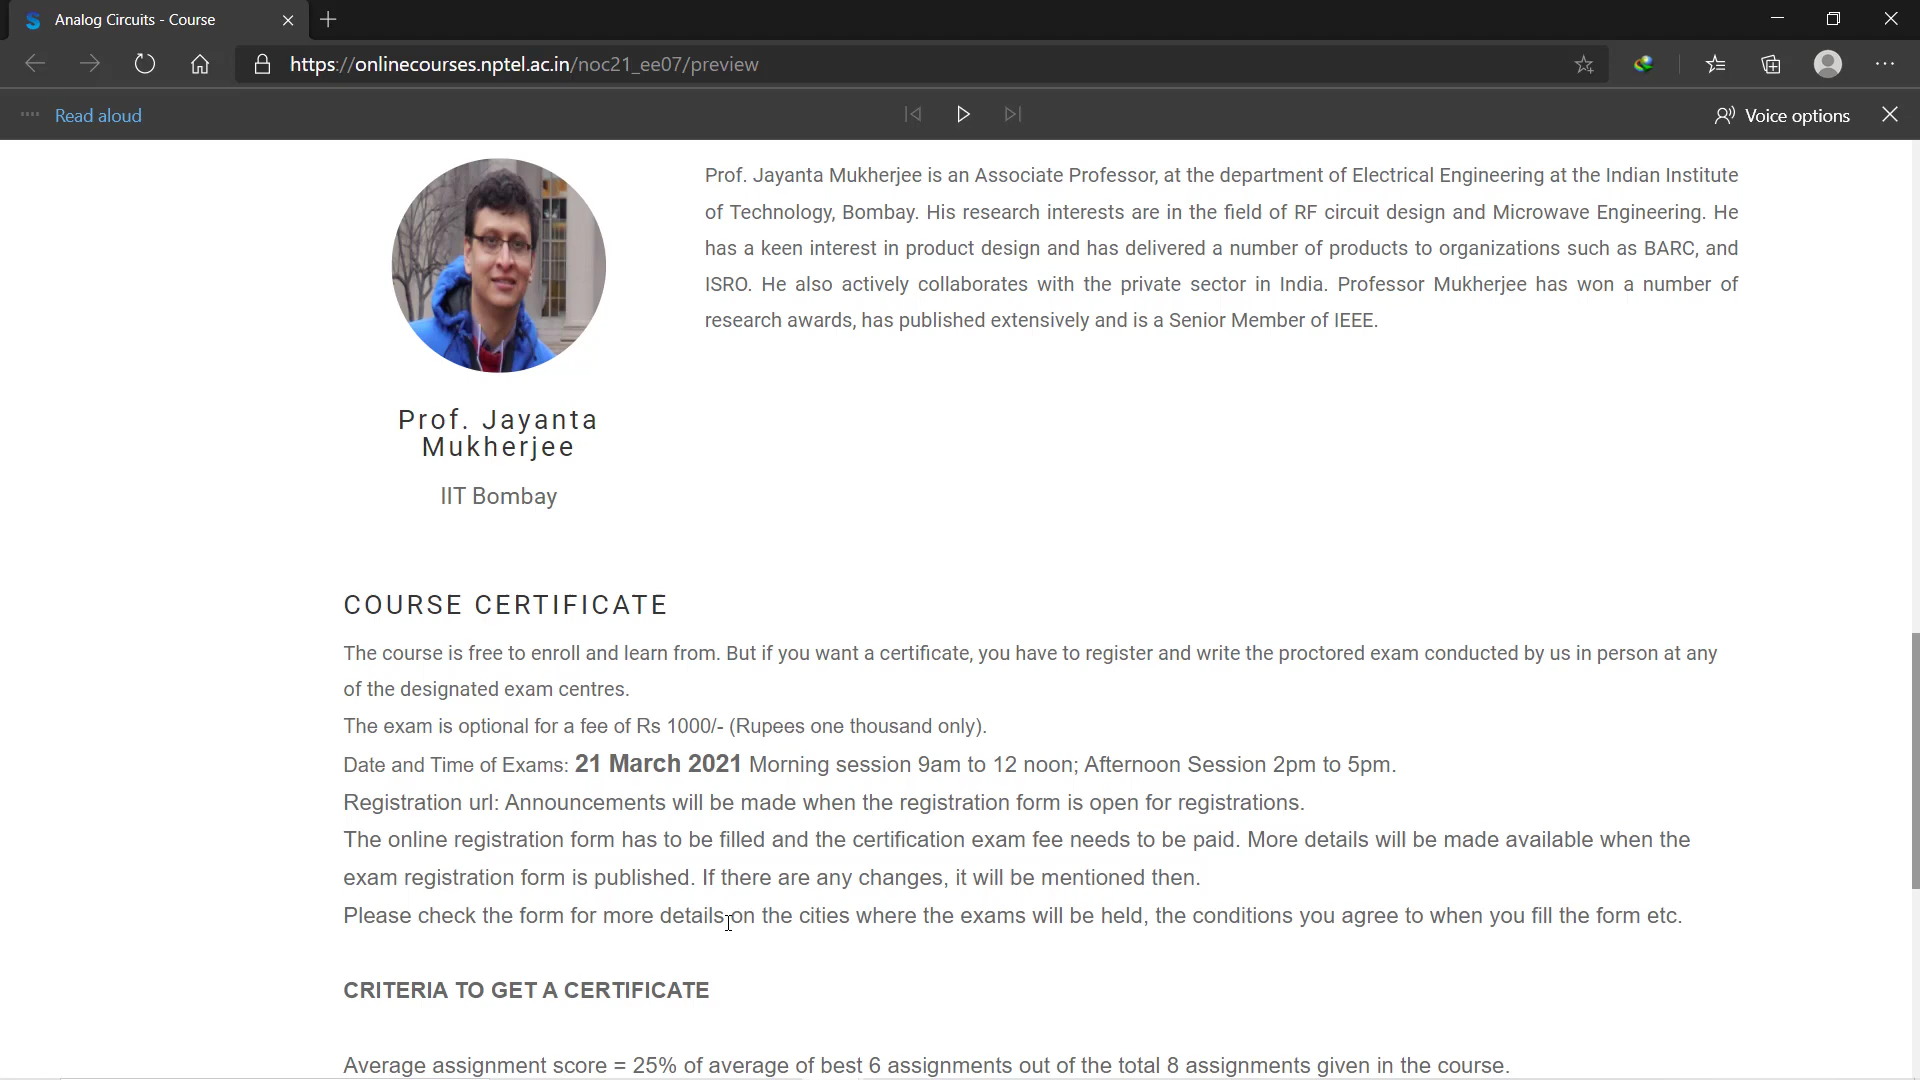 Analog Circuits - Course
https://onlinecourses.nptel.ac.in/noc21_ee07/preview
Read aloud
Voice options
Prof. Jayanta Mukherjee is an Associate Professor, at the department of Electrical Engineering at the Indian Institute
of Technology, Bombay. His research interests are in the field of RF circuit design and Microwave Engineering. He
has a keen interest in product design and has delivered a number of products to organizations such as BARC, and
ISRO. He also actively collaborates with the private sector in India. Professor Mukherjee has won a number of
research awards, has published extensively and is a Senior Member of IEEE.
Prof. Jayanta
Mukherjee
IIT Bombay
COURSE CERTIFICATE
The course is free to enroll and learn from. But if you want a certificate, you have to register and write the proctored exam conducted by us in person at any
of the designated exam centres.
The exam is optional for a fee of Rs 1000/- (Rupees one thousand only).
Date and Time of Exams: 21 March 2021 Morning session 9am to 12 noon; Afternoon Session 2pm to 5pm.
Registration url: Announcements will be made when the registration form is open for registrations.
The online registration form has to be filled and the certification exam fee needs to be paid. More details will be made available when the
exam registration form is published. If there are any changes, it will be mentioned then.
Please check the form for more details on the cities where the exams will be held, the conditions you agree to when you fill the form etc.
CRITERIA TO GET A CERTIFICATE
Average assignment score = 25% of average of best 6 assignments out of the total 8 assignments given in the course.